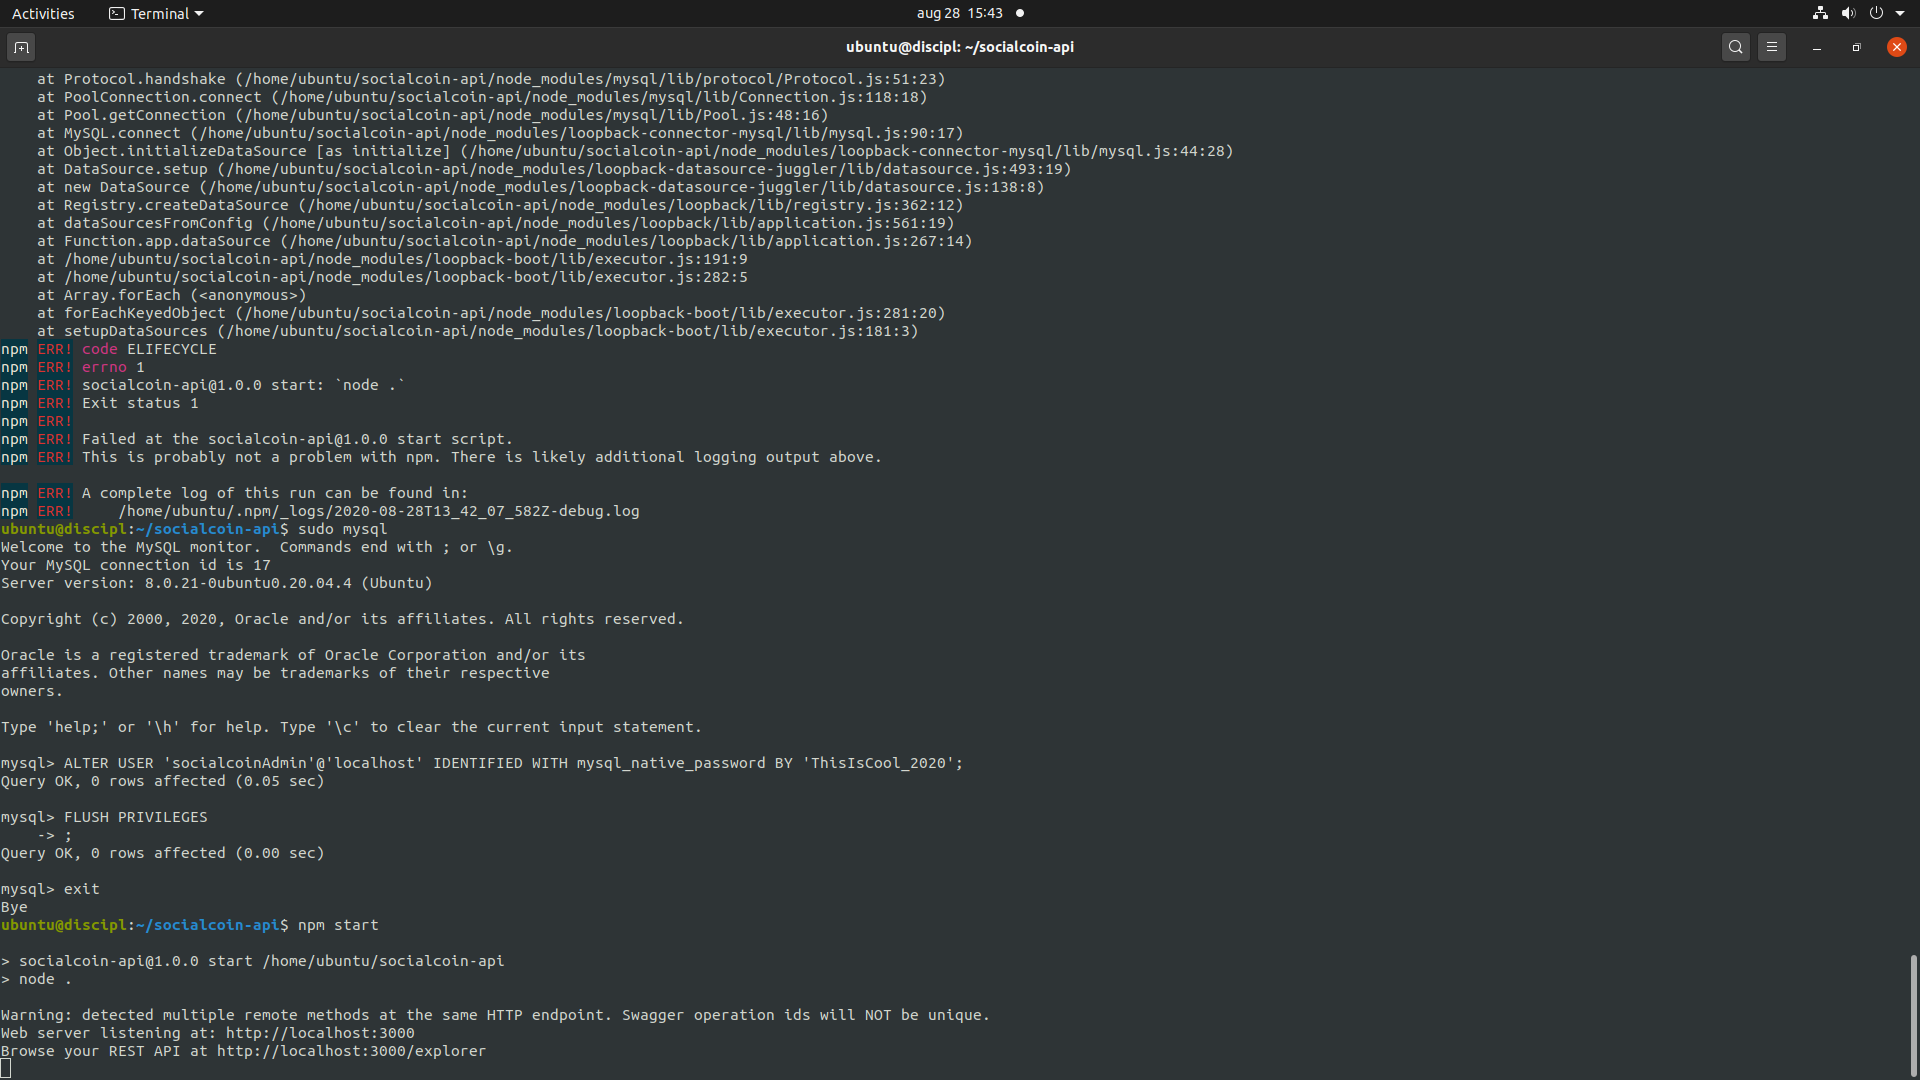 Activities Terminal aug 28 15:43
ubuntu@discipl: ~/socialcoin-api
    at Protocol.handshake (/home/ubuntu/socialcoin-api/node_modules/mysql/lib/protocol/Protocol.js:51:23)
    at PoolConnection.connect (/home/ubuntu/socialcoin-api/node_modules/mysql/lib/Connection.js:118:18)
    at Pool.getConnection (/home/ubuntu/socialcoin-api/node_modules/mysql/lib/Pool.js:48:16)
    at MySQL.connect (/home/ubuntu/socialcoin-api/node_modules/loopback-connector-mysql/lib/mysql.js:90:17)
    at Object.initializeDataSource [as initialize] (/home/ubuntu/socialcoin-api/node_modules/loopback-connector-mysql/lib/mysql.js:44:28)
    at DataSource.setup (/home/ubuntu/socialcoin-api/node_modules/loopback-datasource-juggler/lib/datasource.js:493:19)
    at new DataSource (/home/ubuntu/socialcoin-api/node_modules/loopback-datasource-juggler/lib/datasource.js:138:8)
    at Registry.createDataSource (/home/ubuntu/socialcoin-api/node_modules/loopback/lib/registry.js:362:12)
    at dataSourcesFromConfig (/home/ubuntu/socialcoin-api/node_modules/loopback/lib/application.js:561:19)
    at Function.app.dataSource (/home/ubuntu/socialcoin-api/node_modules/loopback/lib/application.js:267:14)
    at /home/ubuntu/socialcoin-api/node_modules/loopback-boot/lib/executor.js:191:9
    at /home/ubuntu/socialcoin-api/node_modules/loopback-boot/lib/executor.js:282:5
    at Array.forEach (<anonymous>)
    at forEachKeyedObject (/home/ubuntu/socialcoin-api/node_modules/loopback-boot/lib/executor.js:281:20)
    at setupDataSources (/home/ubuntu/socialcoin-api/node_modules/loopback-boot/lib/executor.js:181:3)
npm ERR! code ELIFECYCLE
npm ERR! errno 1
npm ERR! socialcoin-api@1.0.0 start: `node .`
npm ERR! Exit status 1
npm ERR!
npm ERR! Failed at the socialcoin-api@1.0.0 start script.
npm ERR! This is probably not a problem with npm. There is likely additional logging output above.

npm ERR! A complete log of this run can be found in:
npm ERR!     /home/ubuntu/.npm/_logs/2020-08-28T13_42_07_582Z-debug.log
ubuntu@discipl:~/socialcoin-api$ sudo mysql
Welcome to the MySQL monitor.  Commands end with ; or \g.
Your MySQL connection id is 17
Server version: 8.0.21-0ubuntu0.20.04.4 (Ubuntu)

Copyright (c) 2000, 2020, Oracle and/or its affiliates. All rights reserved.

Oracle is a registered trademark of Oracle Corporation and/or its
affiliates. Other names may be trademarks of their respective
owners.

Type 'help;' or '\h' for help. Type '\c' to clear the current input statement.

mysql> ALTER USER 'socialcoinAdmin'@'localhost' IDENTIFIED WITH mysql_native_password BY 'ThisIsCool_2020';
Query OK, 0 rows affected (0.05 sec)

mysql> FLUSH PRIVILEGES
    -> ;
Query OK, 0 rows affected (0.00 sec)

mysql> exit
Bye
ubuntu@discipl:~/socialcoin-api$ npm start

> socialcoin-api@1.0.0 start /home/ubuntu/socialcoin-api
> node .

Warning: detected multiple remote methods at the same HTTP endpoint. Swagger operation ids will NOT be unique.
Web server listening at: http://localhost:3000
Browse your REST API at http://localhost:3000/explorer